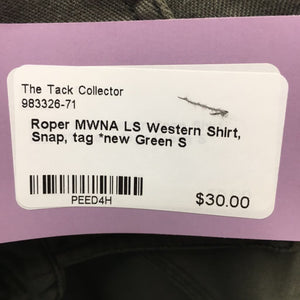 The Tack Collector
983326-71
Roper MWNA LS Western Shirt,
Snap, tag *new Green S
PEED4H
$30.00